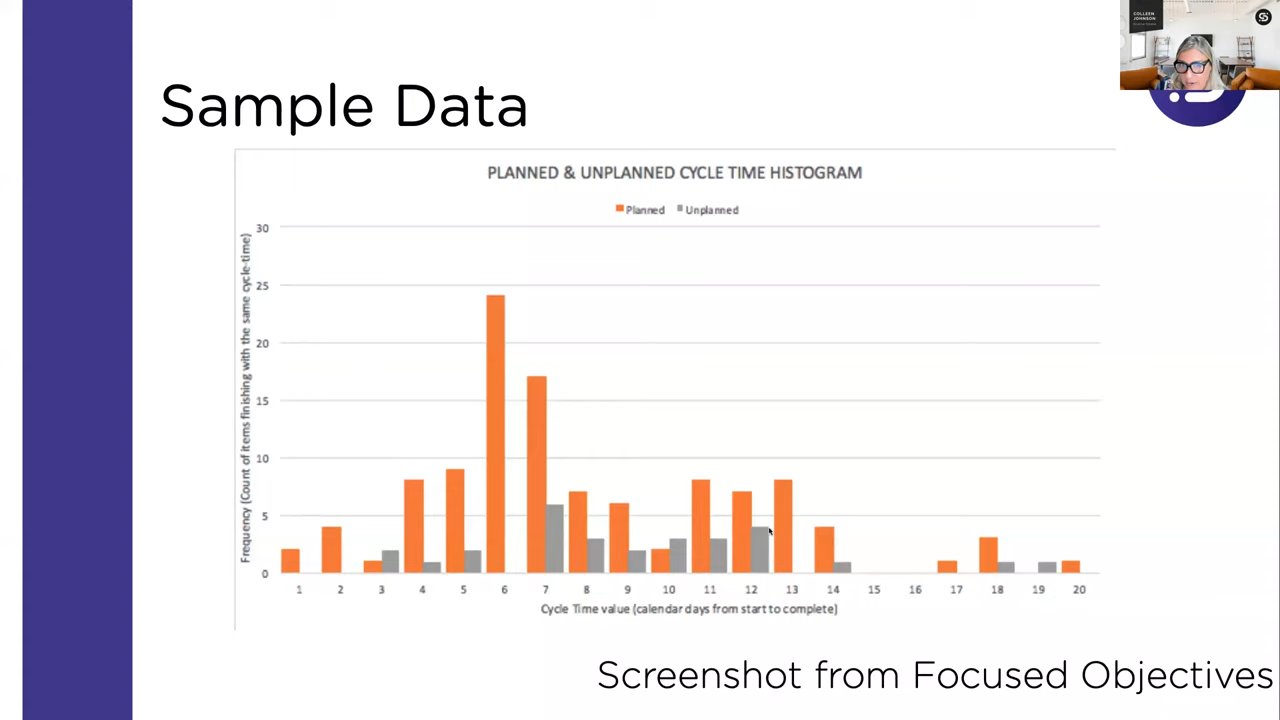 COLLEEN
JOHNSON
Sample Data
PLANNED & UNPLANNED CYCLE TIME HISTOGRAM
Planned Unplanned
Frequency (Count of items finishing with the same cycle-time)
30
25
20
15
10
5
0
1 2 3 4 5 6 7 8 9 10 11 12 13 14 15 16 17 18 19 20
Cycle Time value (calendar days from start to complete)
Screenshot from Focused Objectives